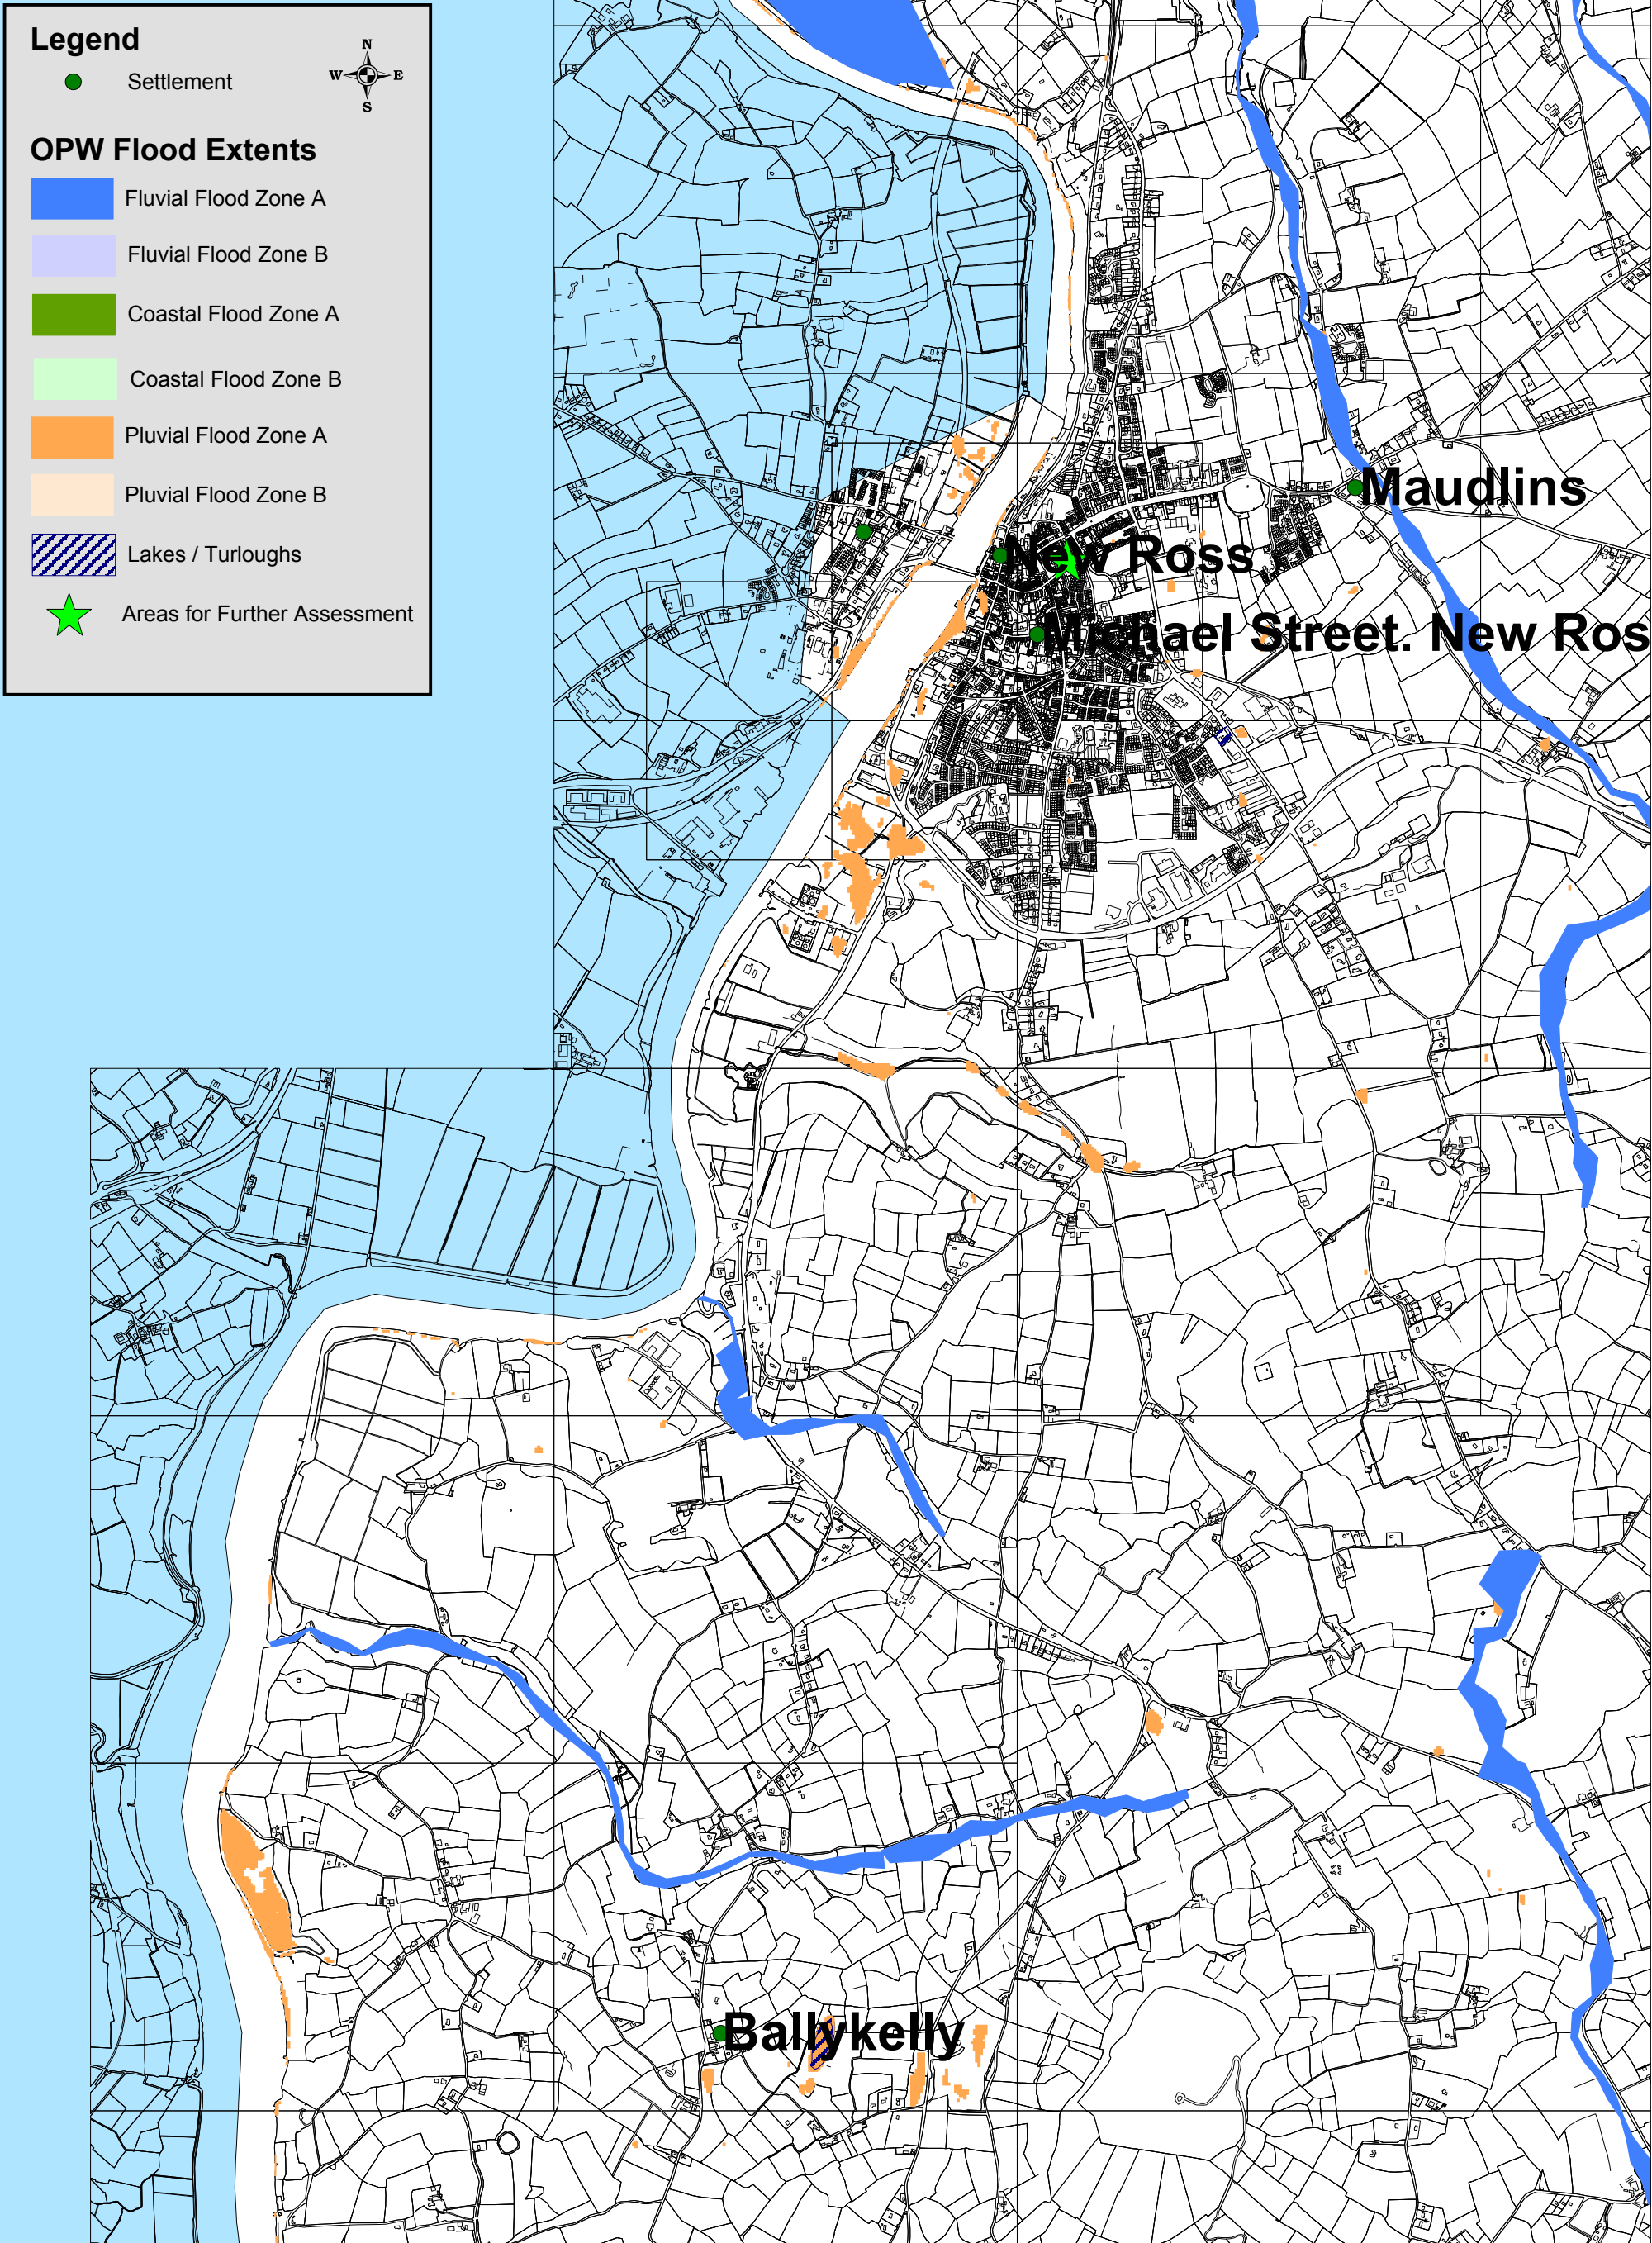 Legend
N
W E
S
Settlement
OPW Flood Extents
Fluvial Flood Zone A
Fluvial Flood Zone B
Coastal Flood Zone A
Coastal Flood Zone B
Pluvial Flood Zone A
Pluvial Flood Zone B
Lakes / Turloughs
Areas for Further Assessment
Maudlins
New Ross
Michael Street. New Ros
Ballykelly